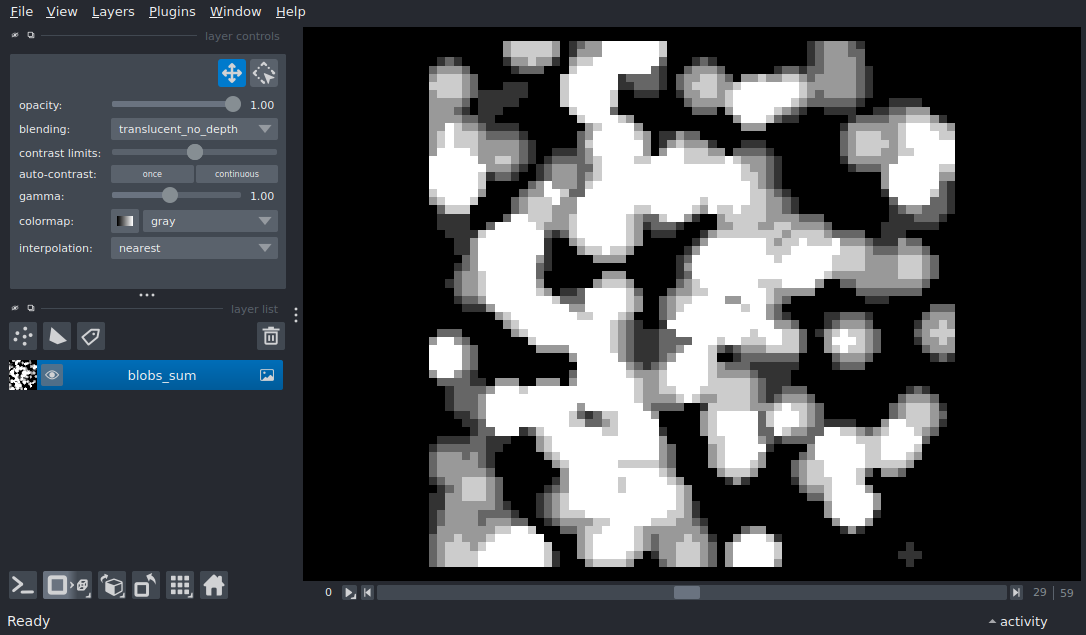 File View Layers Plugins Window Help
layer controls
opacity: 1.00
blending: translucent_no_depth
contrast limits:
auto-contrast: once continuous
gamma: 1.00
colormap: gray
interpolation: nearest
layer list
blobs_sum
0 29 | 59
Ready activity